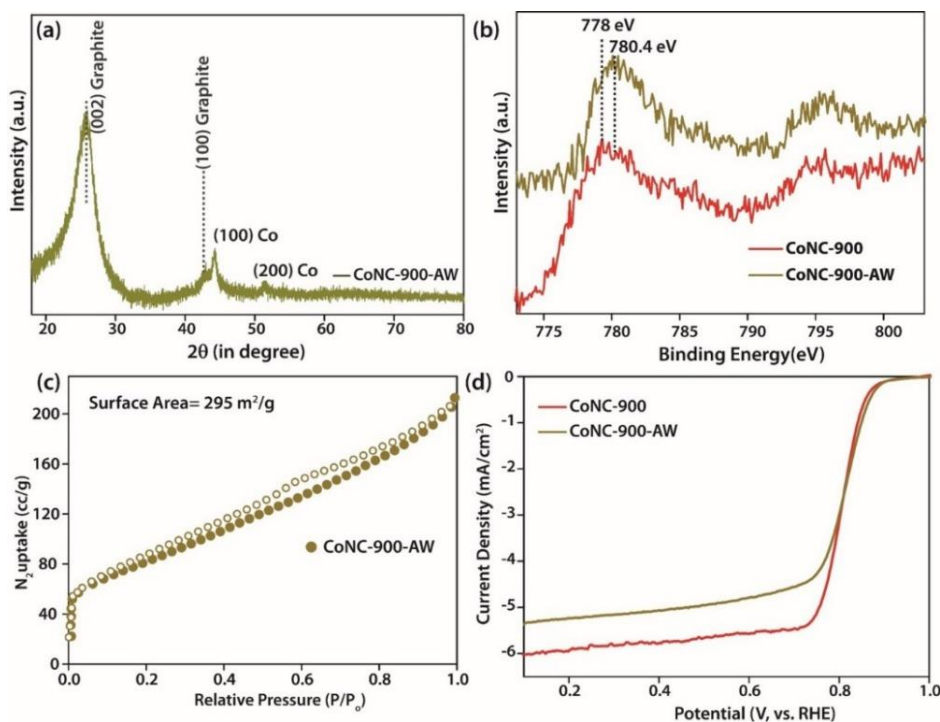 (a)
Intensity (a.u.)
(002) Graphite
(100) Graphite
(100) Co
(200) Co
CoNC-900-AW
20 30 40 50 60 70 80
2θ (in degree)
(b)
778 eV
780.4 eV
Intensity (a.u.)
CoNC-900
CoNC-900-AW
775 780 785 790 795 800
Binding Energy(eV)
(c)
Surface Area= 295 m²/g
N₂ uptake (cc/g)
200
160
120
80
40
0
CoNC-900-AW
0.0 0.2 0.4 0.6 0.8 1.0
Relative Pressure (P/Pₒ)
(d)
CoNC-900
CoNC-900-AW
Current Density (mA/cm²)
0
-1
-2
-3
-4
-5
-6
0.2 0.4 0.6 0.8 1.0
Potential (V, vs. RHE)